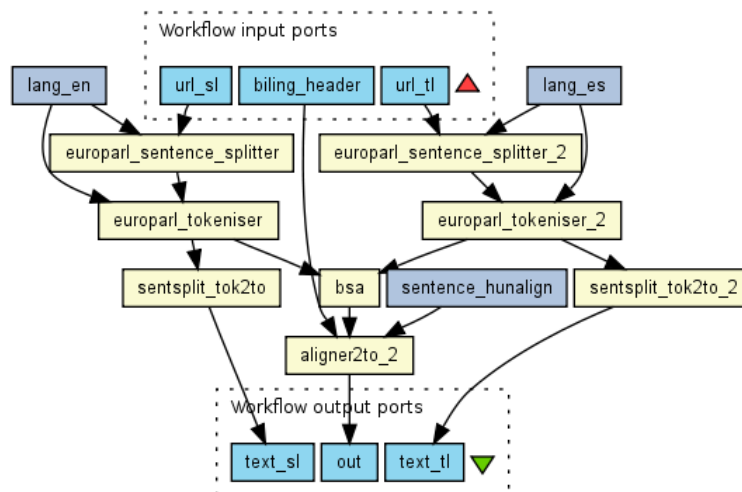 Workflow input ports
lang_en
url_sl
biling_header
url_tl
lang_es
europarl_sentence_splitter
europarl_sentence_splitter_2
europarl_tokeniser
europarl_tokeniser_2
sentsplit_tok2to
bsa
sentence_hunalign
sentsplit_tok2to_2
aligner2to_2
Workflow output ports
text_sl
out
text_tl